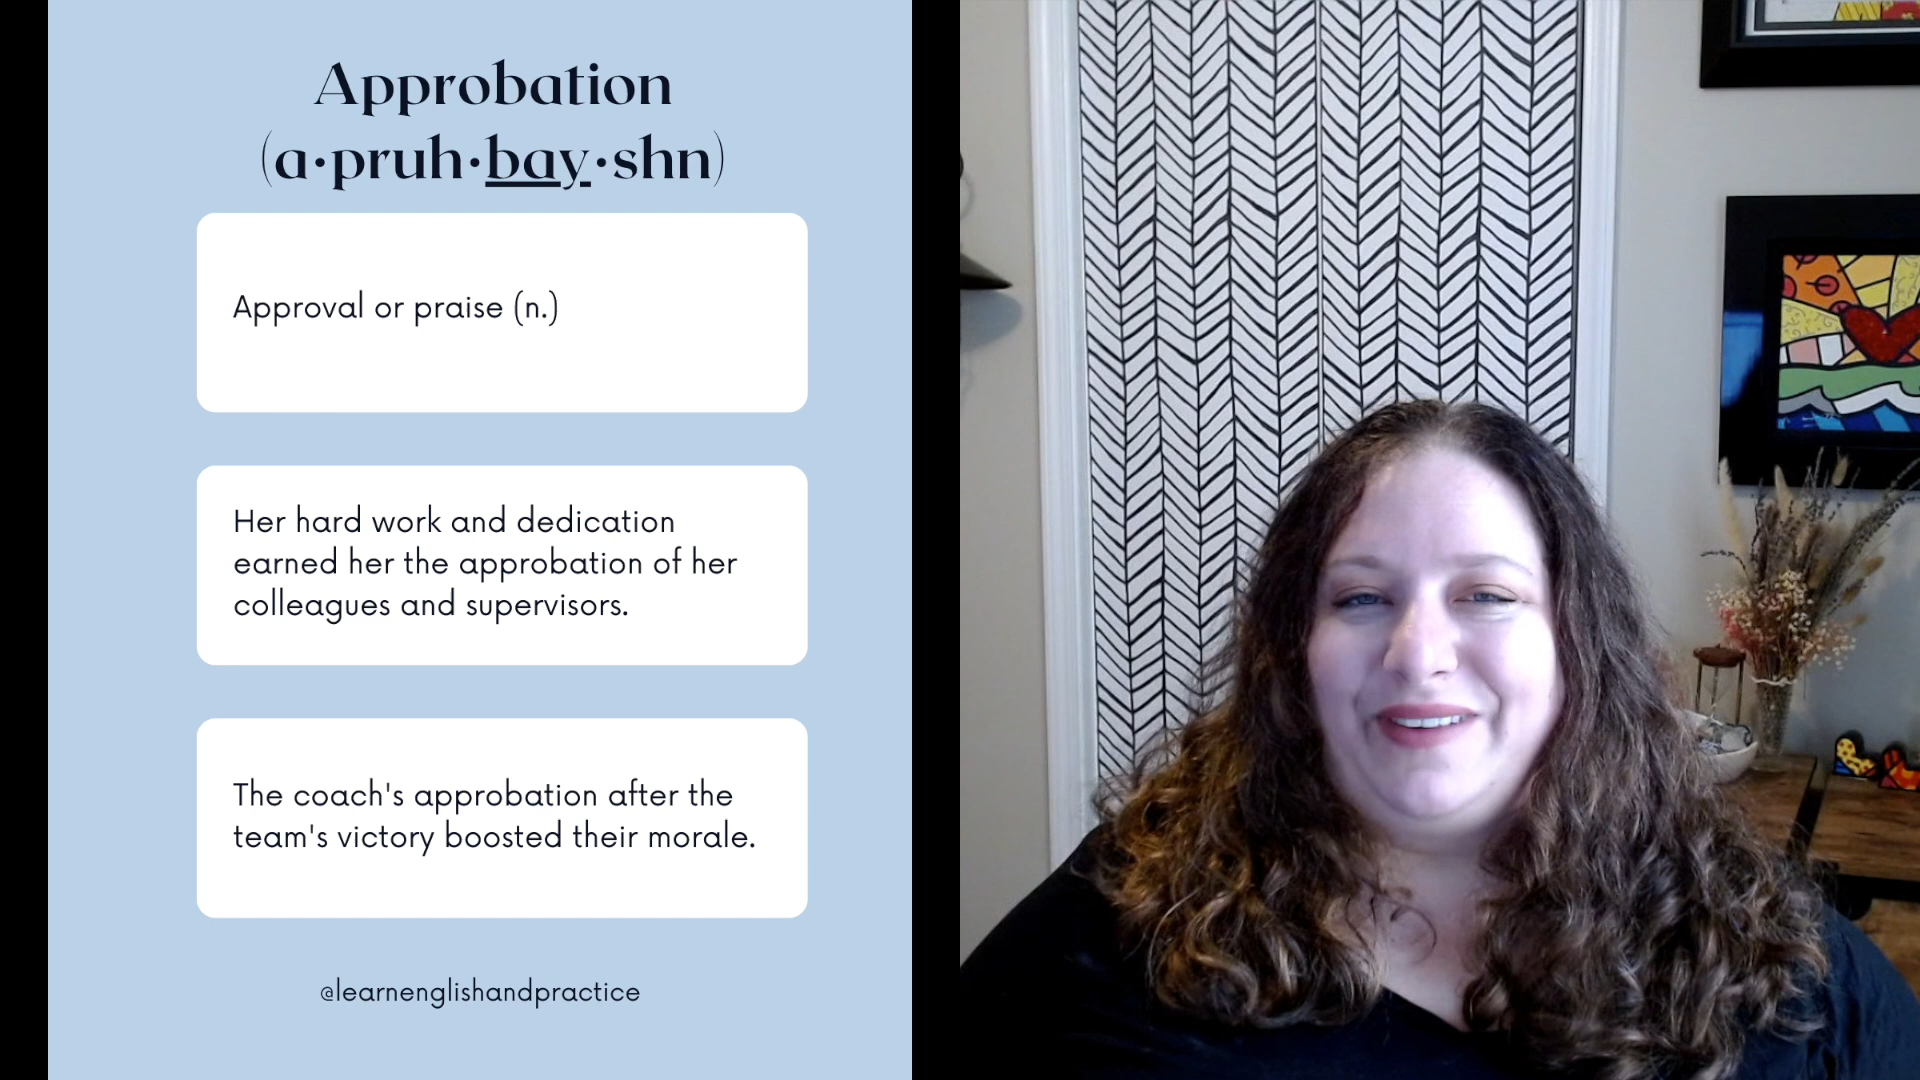 Approbation
(a•pruh•bay•shn)
Approval or praise (n.)
Her hard work and dedication
earned her the approbation of her
colleagues and supervisors.
The coach's approbation after the
team's victory boosted their morale.
@learnenglishandpractice